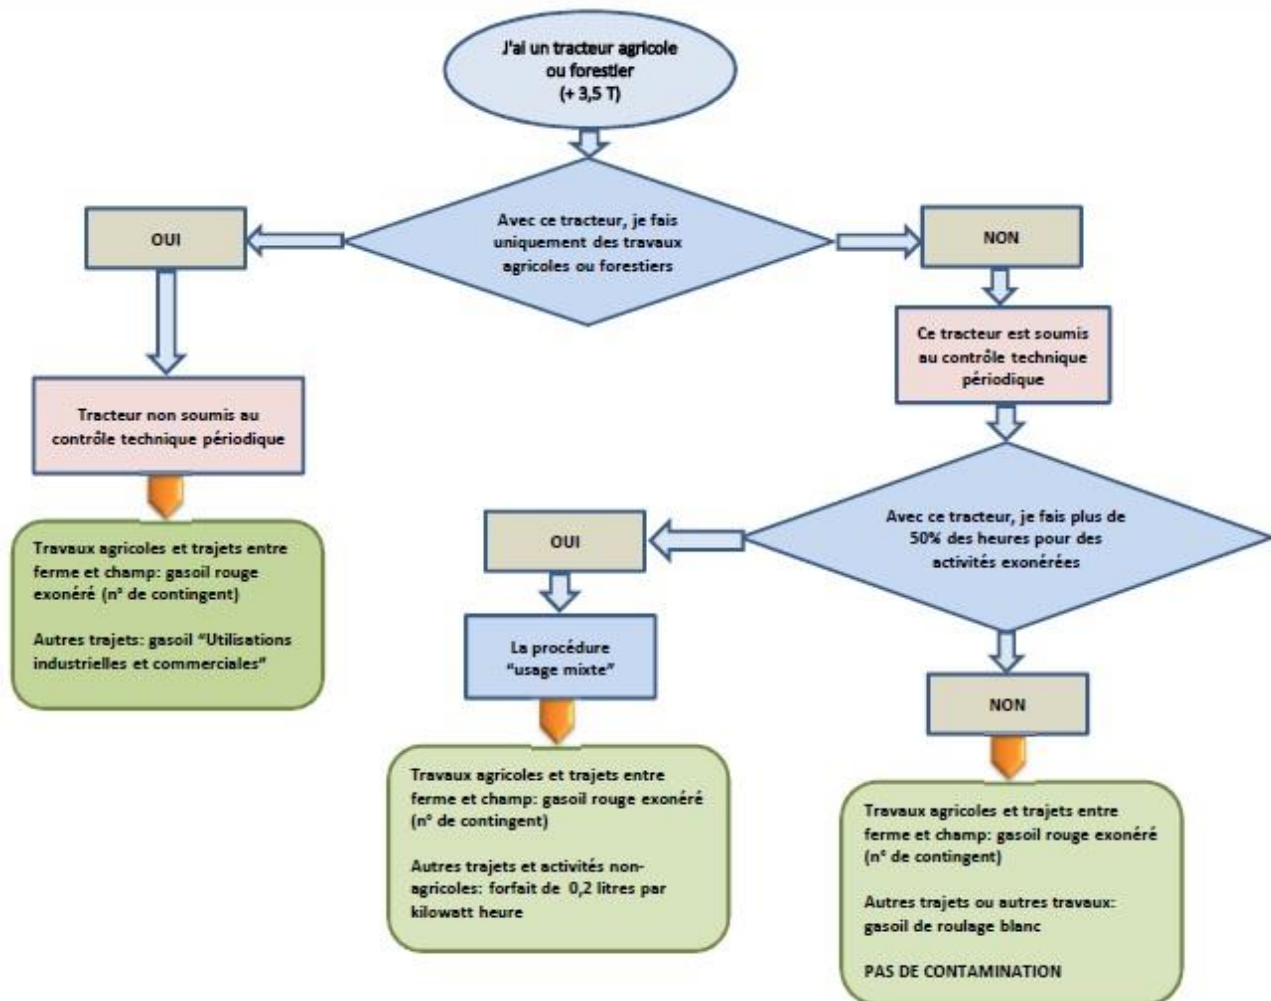 J'ai un tracteur agricole
ou forestier
(+ 3,5 T)
Avec ce tracteur, je fais
uniquement des travaux
agricoles ou forestiers
OUI
NON
Ce tracteur est soumis
au contrôle technique
périodique
Tracteur non soumis au
contrôle technique périodique
Avec ce tracteur, je fais plus de
50% des heures pour des
activités exonérées
OUI
Travaux agricoles et trajets entre
ferme et champ: gasoil rouge
exonéré (n° de contingent)
Autres trajets: gasoil “Utilisations
industrielles et commerciales”
La procédure
“usage mixte”
NON
Travaux agricoles et trajets entre
ferme et champ: gasoil rouge exonéré
(n° de contingent)
Autres trajets et activités non-
agricoles: forfait de 0,2 litres par
kilowatt heure
Travaux agricoles et trajets entre
ferme et champ: gasoil rouge exonéré
(n° de contingent)
Autres trajets ou autres travaux:
gasoil de roulage blanc
PAS DE CONTAMINATION